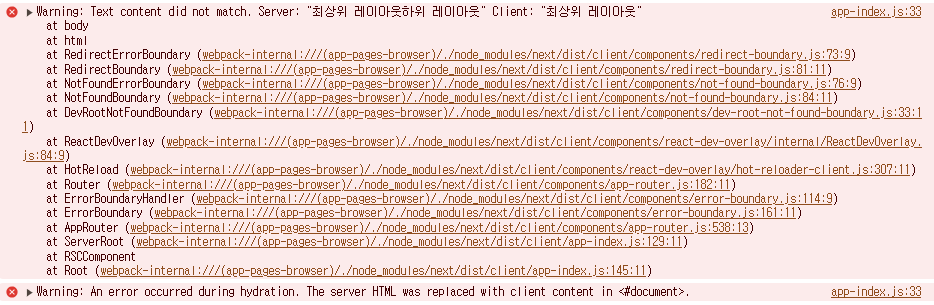 Warning: Text content did not match. Server: "최상위 레이아웃하위 레이아웃" Client: "최상위 레이아웃" app-index.js:33
at body
at html
at RedirectErrorBoundary (webpack-internal:///(app-pages-browser)/./node_modules/next/dist/client/components/redirect-boundary.js:73:9)
at RedirectBoundary (webpack-internal:///(app-pages-browser)/./node_modules/next/dist/client/components/redirect-boundary.js:81:11)
at NotFoundErrorBoundary (webpack-internal:///(app-pages-browser)/./node_modules/next/dist/client/components/not-found-boundary.js:76:9)
at NotFoundBoundary (webpack-internal:///(app-pages-browser)/./node_modules/next/dist/client/components/not-found-boundary.js:84:11)
at DevRootNotFoundBoundary (webpack-internal:///(app-pages-browser)/./node_modules/next/dist/client/components/dev-root-not-found-boundary.js:33:1
1)
at ReactDevOverlay (webpack-internal:///(app-pages-browser)/./node_modules/next/dist/client/components/react-dev-overlay/internal/ReactDevOverlay.
js:84:9)
at HotReload (webpack-internal:///(app-pages-browser)/./node_modules/next/dist/client/components/react-dev-overlay/hot-reloader-client.js:307:11)
at Router (webpack-internal:///(app-pages-browser)/./node_modules/next/dist/client/components/app-router.js:182:11)
at ErrorBoundaryHandler (webpack-internal:///(app-pages-browser)/./node_modules/next/dist/client/components/error-boundary.js:114:9)
at ErrorBoundary (webpack-internal:///(app-pages-browser)/./node_modules/next/dist/client/components/error-boundary.js:161:11)
at AppRouter (webpack-internal:///(app-pages-browser)/./node_modules/next/dist/client/components/app-router.js:538:13)
at ServerRoot (webpack-internal:///(app-pages-browser)/./node_modules/next/dist/client/app-index.js:129:11)
at RSCComponent
at Root (webpack-internal:///(app-pages-browser)/./node_modules/next/dist/client/app-index.js:145:11)
Warning: An error occurred during hydration. The server HTML was replaced with client content in <#document>. app-index.js:33